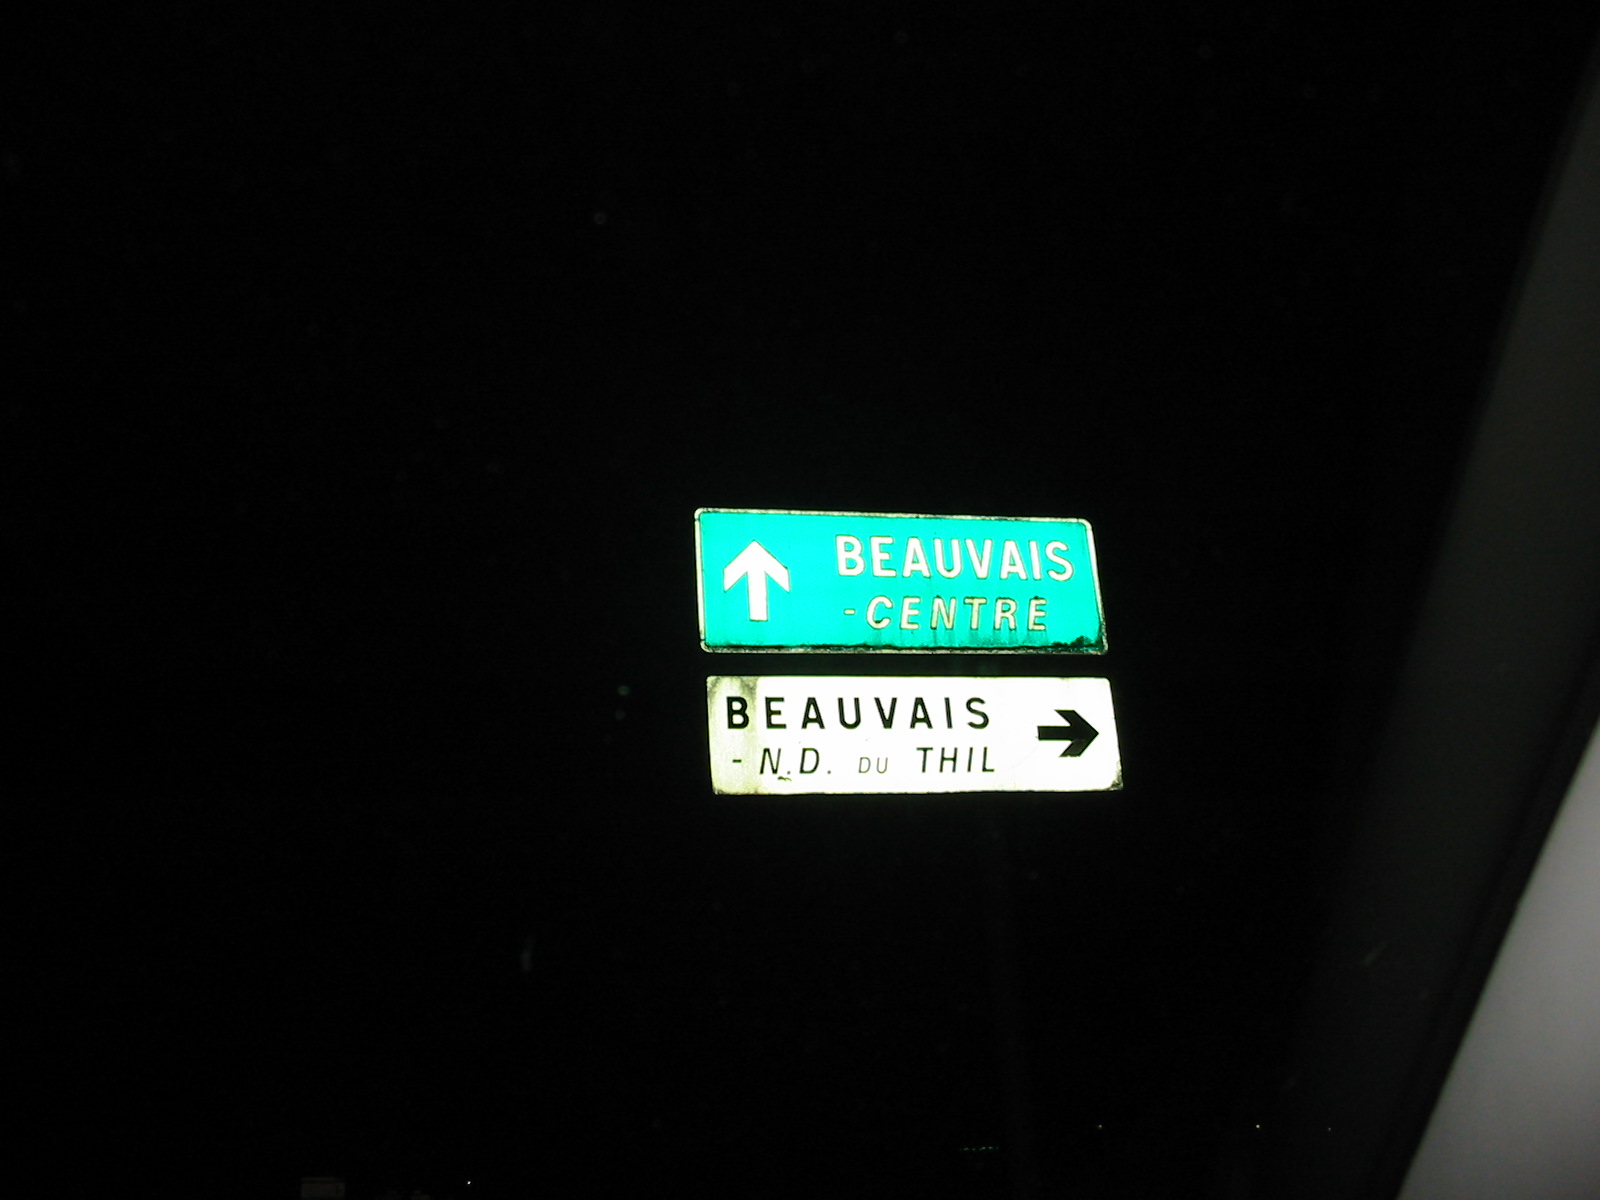 BEAUVAIS
-CENTRE
BEAUVAIS
- N.D. DU THIL